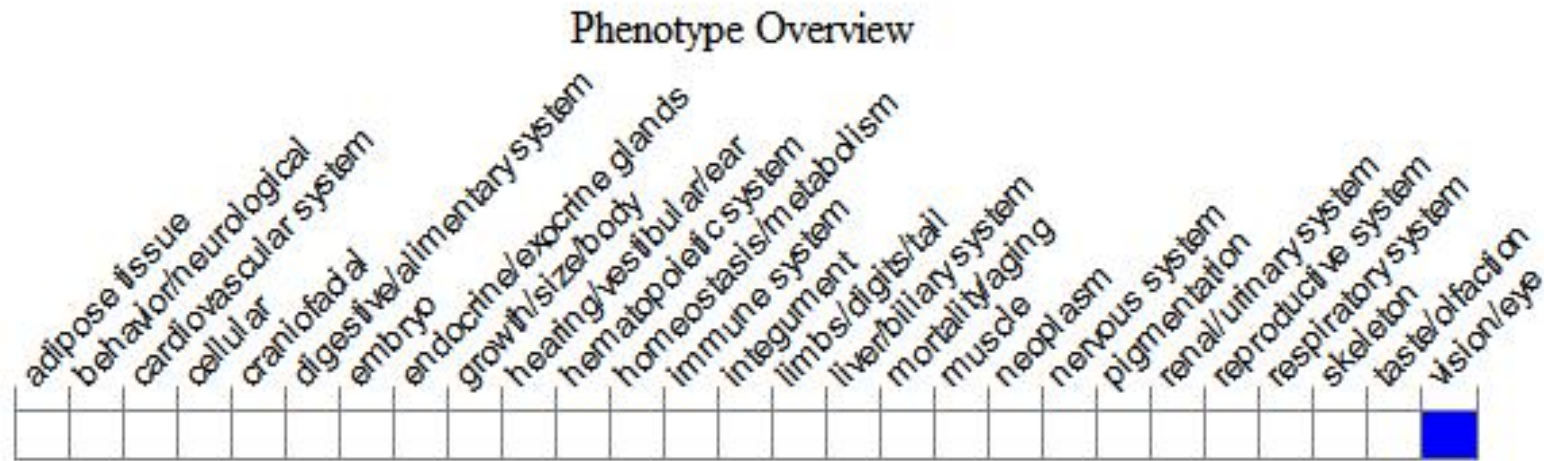 Phenotype Overview
adipose tissue
behavior/neurological
cardiovascular system
cellular
craniofacial
digestive/alimentary system
embryo
endocrine/exocrine glands
growth/size/body
hearing/vestibular/ear
hematopoietic system
homeostasis/metabolism
immune system
integument
limbs/digits/tail
liver/biliary system
mortality/aging
muscle
neoplasm
nervous system
pigmentation
renal/urinary system
reproductive system
respiratory system
skeleton
taste/olfaction
vision/eye